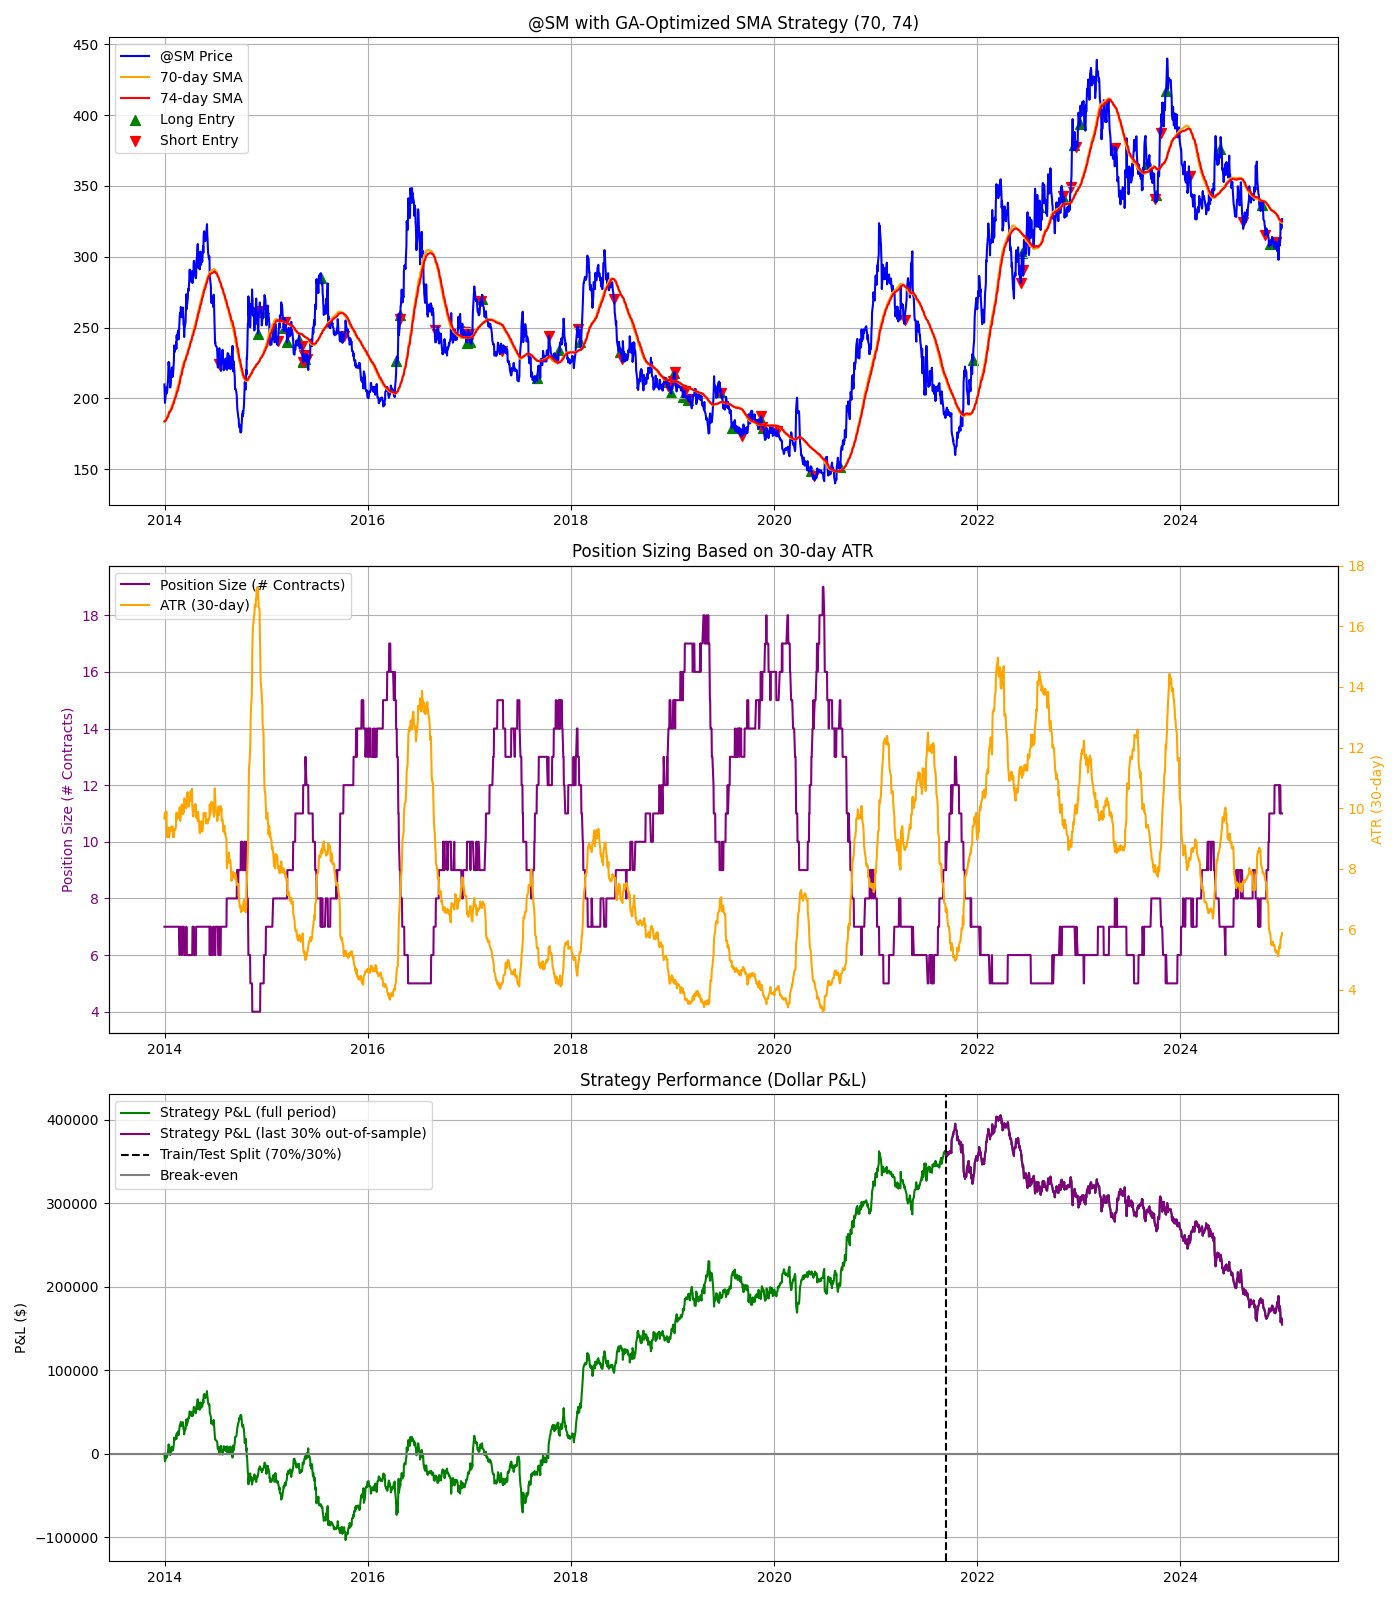 @SM with GA-Optimized SMA Strategy (70, 74)
@SM Price
70-day SMA
74-day SMA
Long Entry
Short Entry
450
400
350
300
250
200
150
2014 2016 2018 2020 2022 2024
Position Sizing Based on 30-day ATR
Position Size (# Contracts)
ATR (30-day)
Position Size (# Contracts)
18
16
14
12
10
8
6
4
18
16
14
12
10
8
6
4
ATR (30-day)
2014 2016 2018 2020 2022 2024
Strategy Performance (Dollar P&L)
Strategy P&L (full period)
Strategy P&L (last 30% out-of-sample)
Train/Test Split (70%/30%)
Break-even
P&L ($)
400000
300000
200000
100000
0
−100000
2014 2016 2018 2020 2022 2024